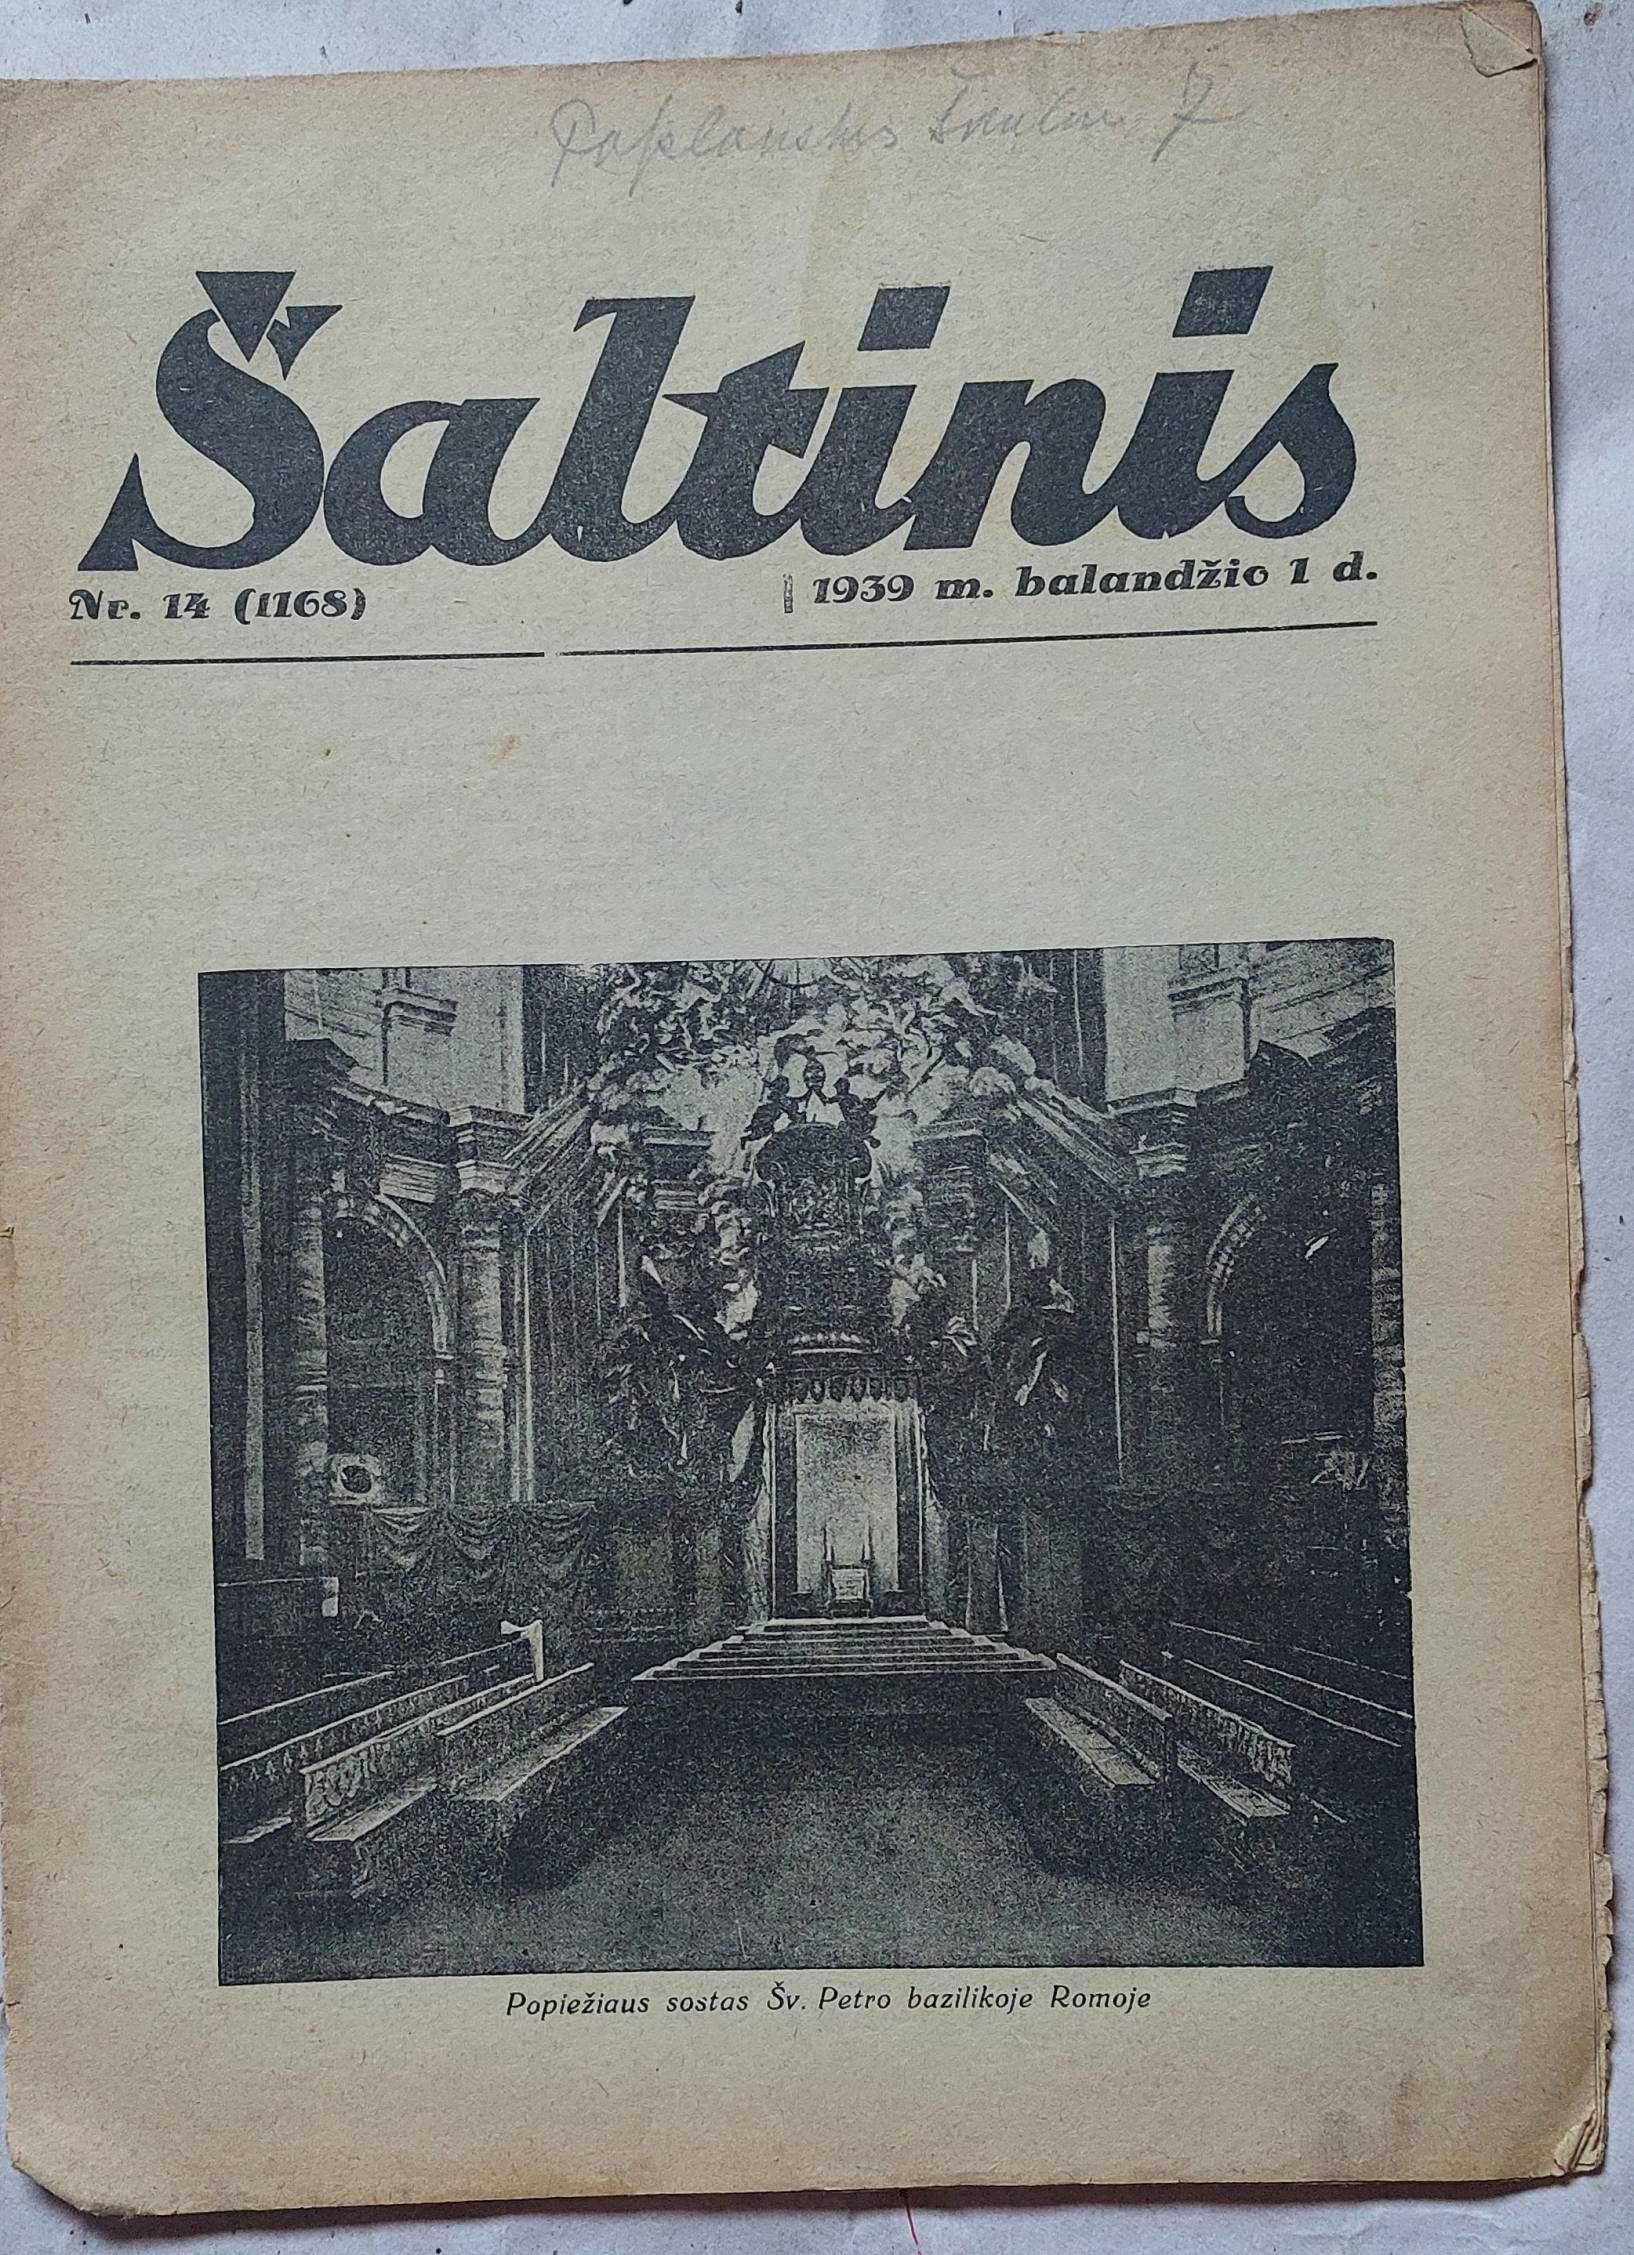 Šaltinis
Nr. 14 (1168)
1939 m. balandžio 1 d.
Popiežiaus sostas Šv. Petro bazilikoje Romoje